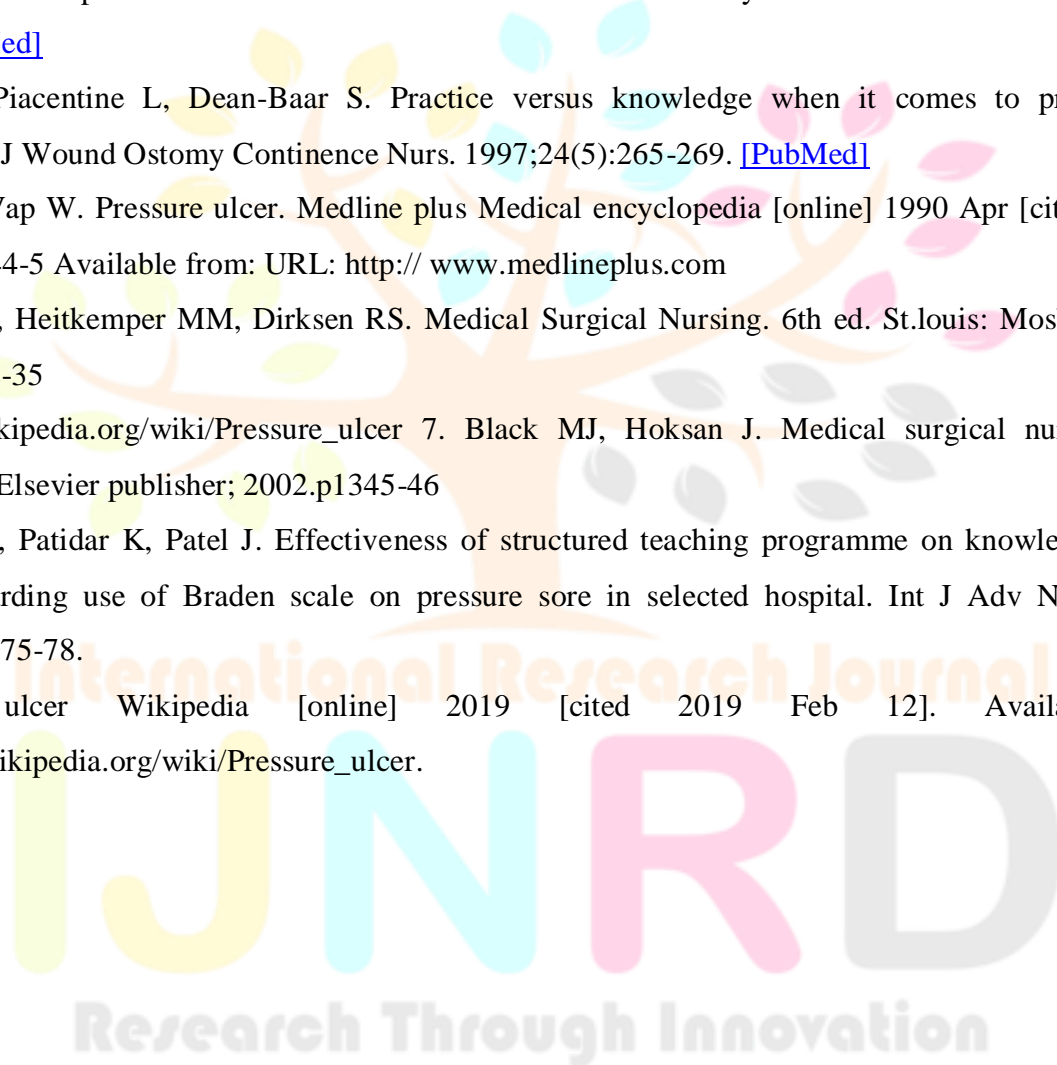 ed]
Piacentine L, Dean-Baar S. Practice versus knowledge when it comes to pr
J Wound Ostomy Continence Nurs. 1997;24(5):265-269. [PubMed]
Vap W. Pressure ulcer. Medline plus Medical encyclopedia [online] 1990 Apr [cit
4-5 Available from: URL: http:// www.medlineplus.com
, Heitkemper MM, Dirksen RS. Medical Surgical Nursing. 6th ed. St.louis: Mos
-35
kipedia.org/wiki/Pressure_ulcer 7. Black MJ, Hoksan J. Medical surgical nu
Elsevier publisher; 2002.p1345-46
, Patidar K, Patel J. Effectiveness of structured teaching programme on knowle
rding use of Braden scale on pressure sore in selected hospital. Int J Adv N
75-78.
International Research Journal
ulcer Wikipedia [online] 2019 [cited 2019 Feb 12]. Availa
ikipedia.org/wiki/Pressure_ulcer.
IJNRD
Research Through Innovation